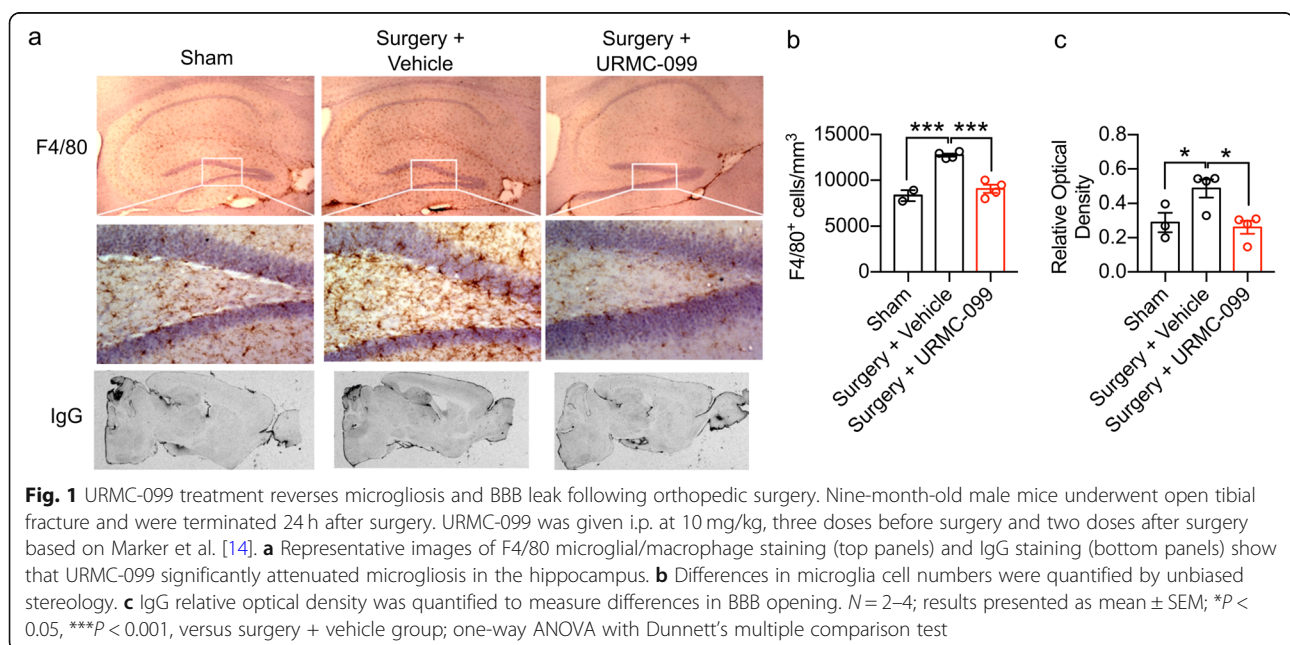 a
Sham
Surgery +
Vehicle
Surgery +
URMC-099
F4/80
IgG
b
F4/80+ cells/mm3
15000
10000
5000
0
***
***
Sham
Surgery + Vehicle
Surgery + URMC-099
c
Relative Optical
Density
0.8
0.6
0.4
0.2
0.0
*
*
Sham
Surgery + Vehicle
Surgery + URMC-099
Fig. 1 URMC-099 treatment reverses microgliosis and BBB leak following orthopedic surgery. Nine-month-old male mice underwent open tibial
fracture and were terminated 24 h after surgery. URMC-099 was given i.p. at 10 mg/kg, three doses before surgery and two doses after surgery
based on Marker et al. [14]. a Representative images of F4/80 microglial/macrophage staining (top panels) and IgG staining (bottom panels) show
that URMC-099 significantly attenuated microgliosis in the hippocampus. b Differences in microglia cell numbers were quantified by unbiased
stereology. c IgG relative optical density was quantified to measure differences in BBB opening. N = 2–4; results presented as mean ± SEM; *P <
0.05, ***P < 0.001, versus surgery + vehicle group; one-way ANOVA with Dunnett's multiple comparison test